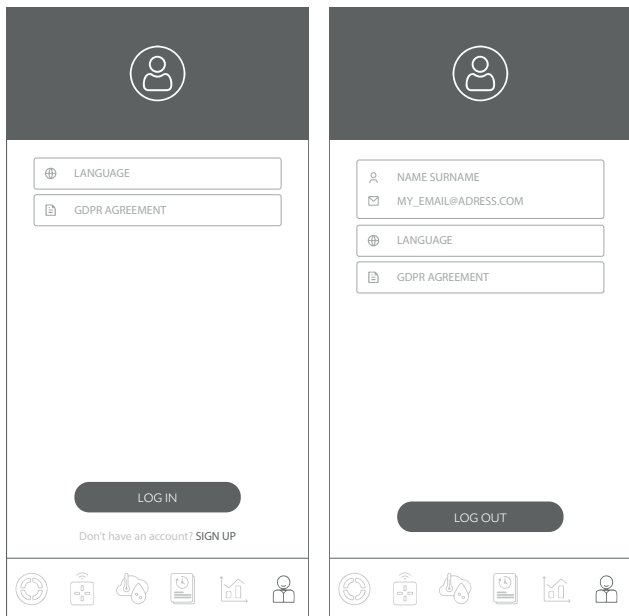 LANGUAGE
GDPR AGREEMENT
LOG IN
Don't have an account? SIGN UP
NAME SURNAME
MY_EMAIL@ADRESS.COM
LANGUAGE
GDPR AGREEMENT
LOG OUT